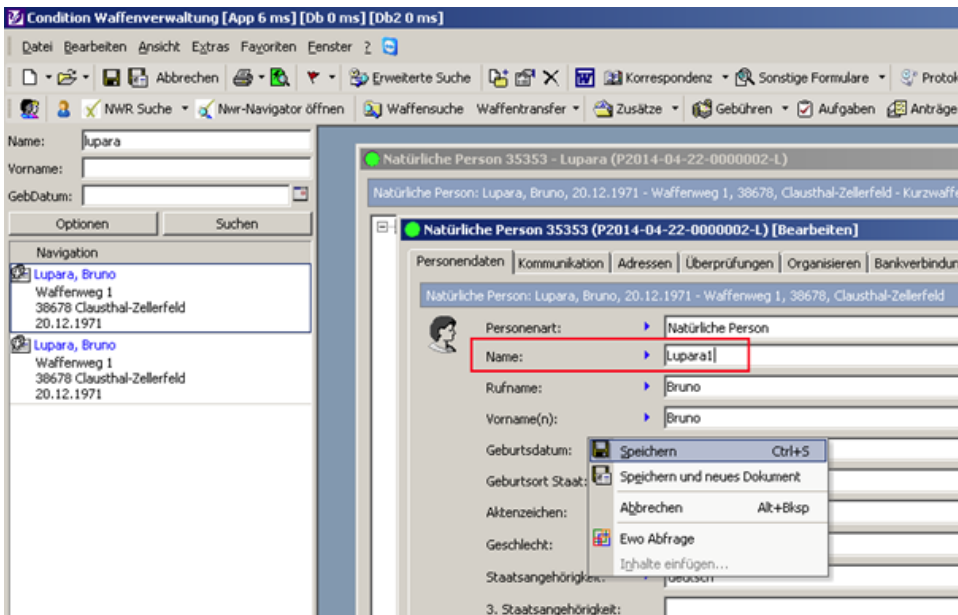 Condition Waffenverwaltung [App 6 ms] [Db 0 ms] [Db2 0 ms]
Datei Bearbeiten Ansicht Extras Favoriten Fenster ?
Abbrechen Erweiterte Suche Korrespondenz Sonstige Formulare Protok
NWR Suche Nwr-Navigator öffnen Waffensuche Waffentransfer Zusätze Gebühren Aufgaben Anträge
Name: lupara
Vorname:
GebDatum:
Optionen Suchen
Navigation
Lupara, Bruno
Waffenweg 1
38678 Clausthal-Zellerfeld
20.12.1971
Lupara, Bruno
Waffenweg 1
38678 Clausthal-Zellerfeld
20.12.1971
Natürliche Person 35353 - Lupara (P2014-04-22-0000002-L)
Natürliche Person: Lupara, Bruno, 20.12.1971 - Waffenweg 1, 38678, Clausthal-Zellerfeld - Kurzwaffe
Natürliche Person 35353 (P2014-04-22-0000002-L) [Bearbeiten]
Personendaten Kommunikation Adressen Überprüfungen Organisieren Bankverbindun
Natürliche Person: Lupara, Bruno, 20.12.1971 - Waffenweg 1, 38678, Clausthal-Zellerfeld
Personenart: Natürliche Person
Name: Lupara1
Rufname: Bruno
Vorname(n): Bruno
Geburtsdatum:
Geburtsort Staat:
Aktenzeichen:
Geschlecht:
Staatsangehörigkeit: deutsch
3. Staatsangehörigkeit:
Speichern Ctrl+S
Speichern und neues Dokument
Abbrechen Alt+Bksp
Ewo Abfrage
Inhalte einfügen...